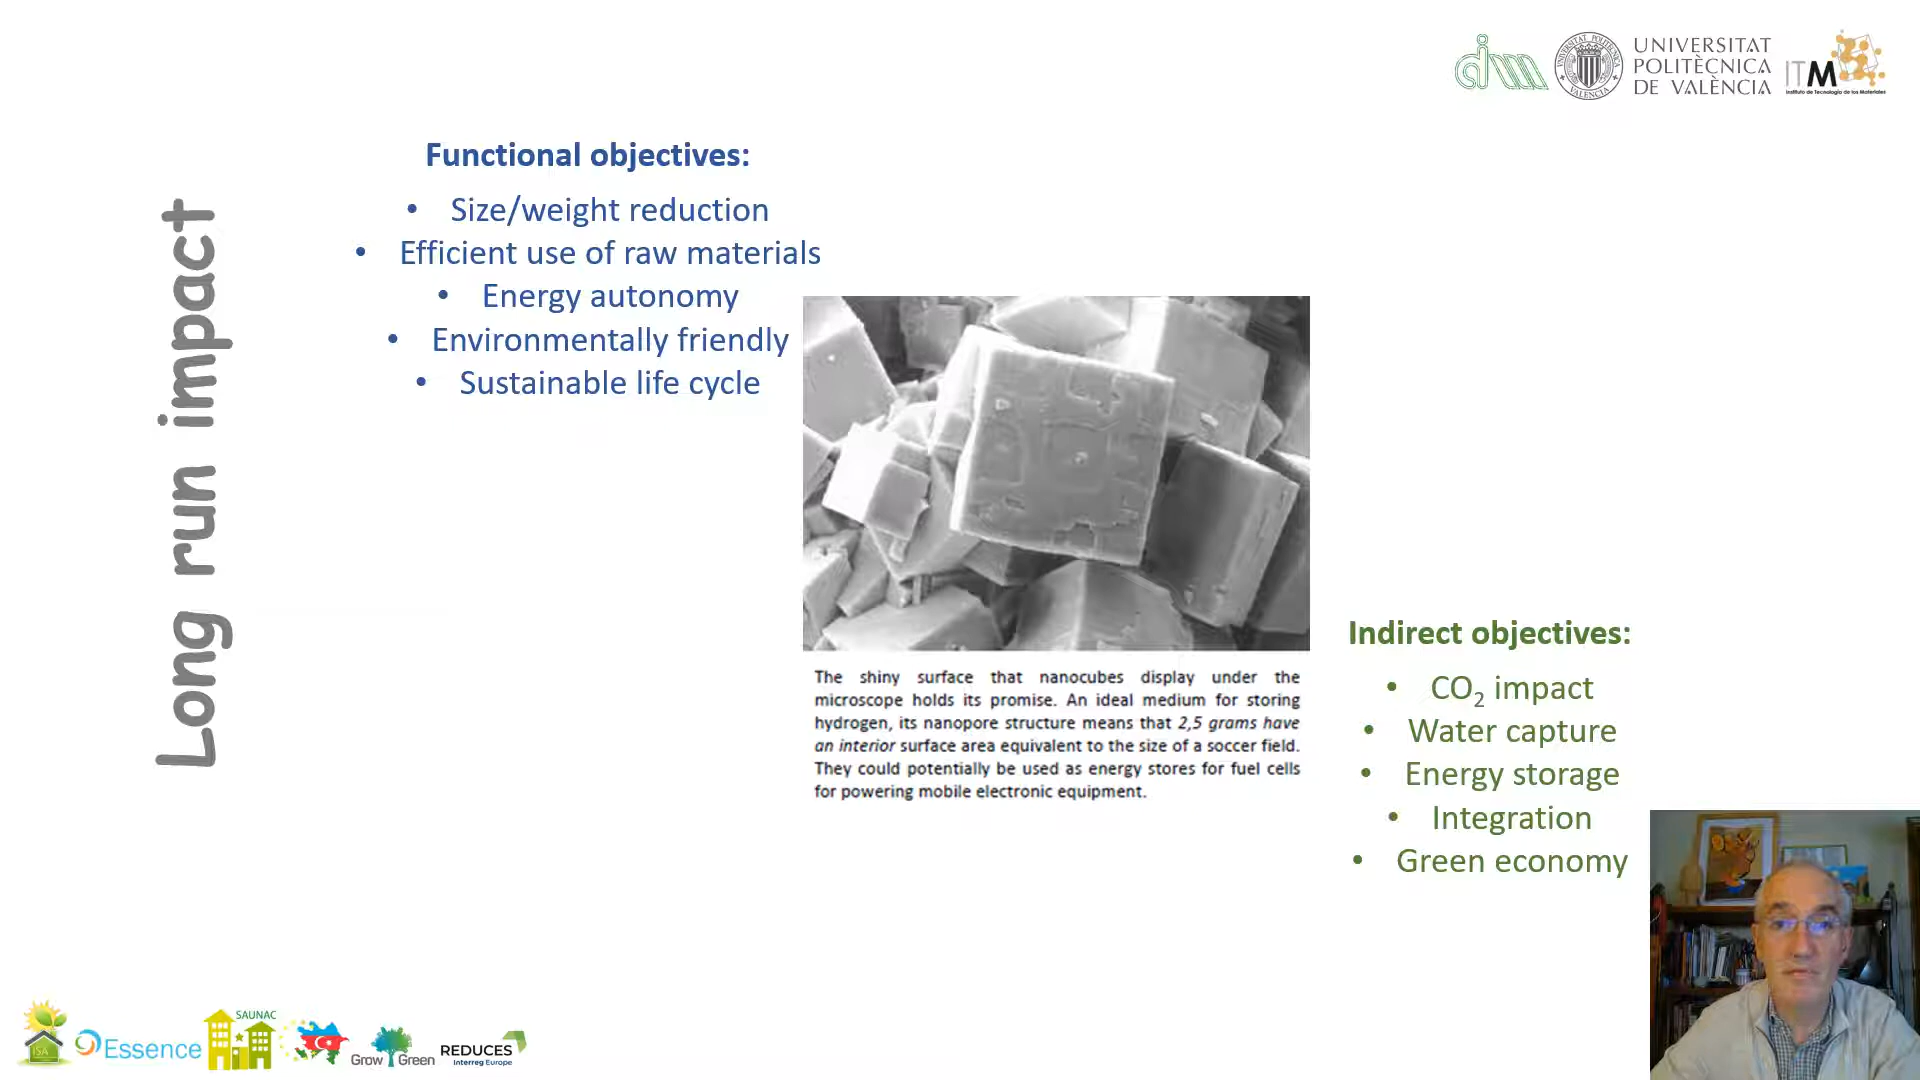 UNIVERSITAT
POLITÈCNICA
DE VALÈNCIA
ITM
Instituto de Tecnología de los Materiales
Long run impact
Functional objectives:
• Size/weight reduction
• Efficient use of raw materials
• Energy autonomy
• Environmentally friendly
• Sustainable life cycle
The shiny surface that nanocubes display under the
microscope holds its promise. An ideal medium for storing
hydrogen, its nanopore structure means that 2,5 grams have
an interior surface area equivalent to the size of a soccer field.
They could potentially be used as energy stores for fuel cells
for powering mobile electronic equipment.
Indirect objectives:
• CO₂ impact
• Water capture
• Energy storage
• Integration
• Green economy
ISA
Essence
SAUNAC
Grow Green
REDUCES
Interreg Europe